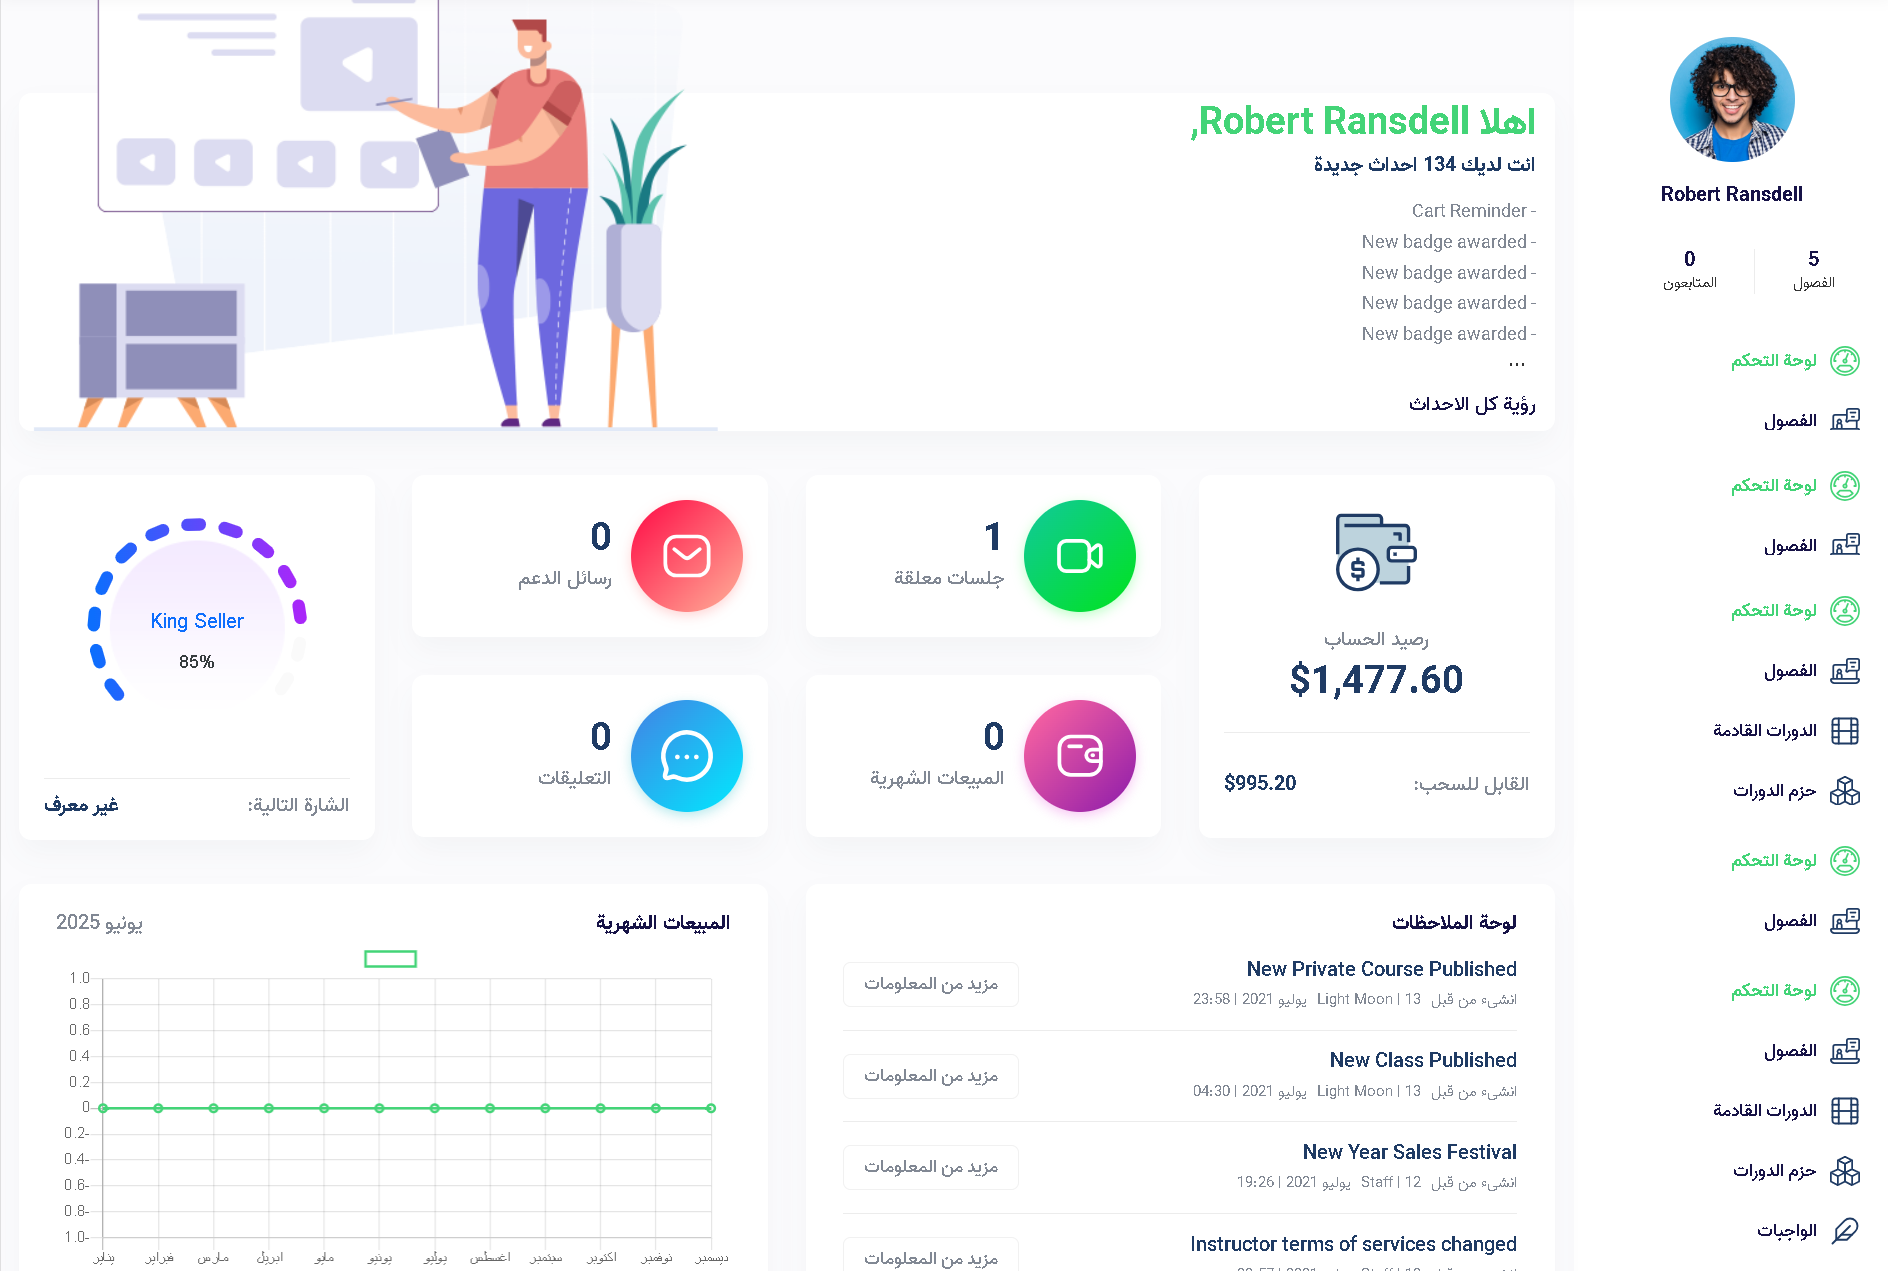 Robert Ransdell
5
الفصول
0
المتابعون
لوحة التحكم
الفصول
لوحة التحكم
الفصول
لوحة التحكم
الفصول
الدورات القادمة
حزم الدورات
لوحة التحكم
الفصول
لوحة التحكم
الفصول
الدورات القادمة
حزم الدورات
الواجبات
اهلا Robert Ransdell,
انت لديك 134 احداث جديدة
- Cart Reminder
- New badge awarded
- New badge awarded
- New badge awarded
- New badge awarded
...
رؤية كل الاحداث
رصيد الحساب
$1,477.60
القابل للسحب:
$995.20
1
جلسات معلقة
0
المبيعات الشهرية
0
رسائل الدعم
0
التعليقات
King Seller
85%
الشارة التالية:
غير معرف
لوحة الملاحظات
New Private Course Published
انشىء من قبل Light Moon | 13 يوليو 2021 | 23:58
مزيد من المعلومات
New Class Published
انشىء من قبل Light Moon | 13 يوليو 2021 | 04:30
مزيد من المعلومات
New Year Sales Festival
انشىء من قبل Staff | 12 يوليو 2021 | 19:26
مزيد من المعلومات
Instructor terms of services changed
مزيد من المعلومات
المبيعات الشهرية
يونيو 2025
1.0
0.8
0.6
0.4
0.2
0
0.2-
0.4-
0.6-
0.8-
1.0-
يناير
فبراير
مارس
ابريل
مايو
يونيو
يوليو
اغسطس
سبتمبر
اكتوبر
نوفمبر
ديسمبر